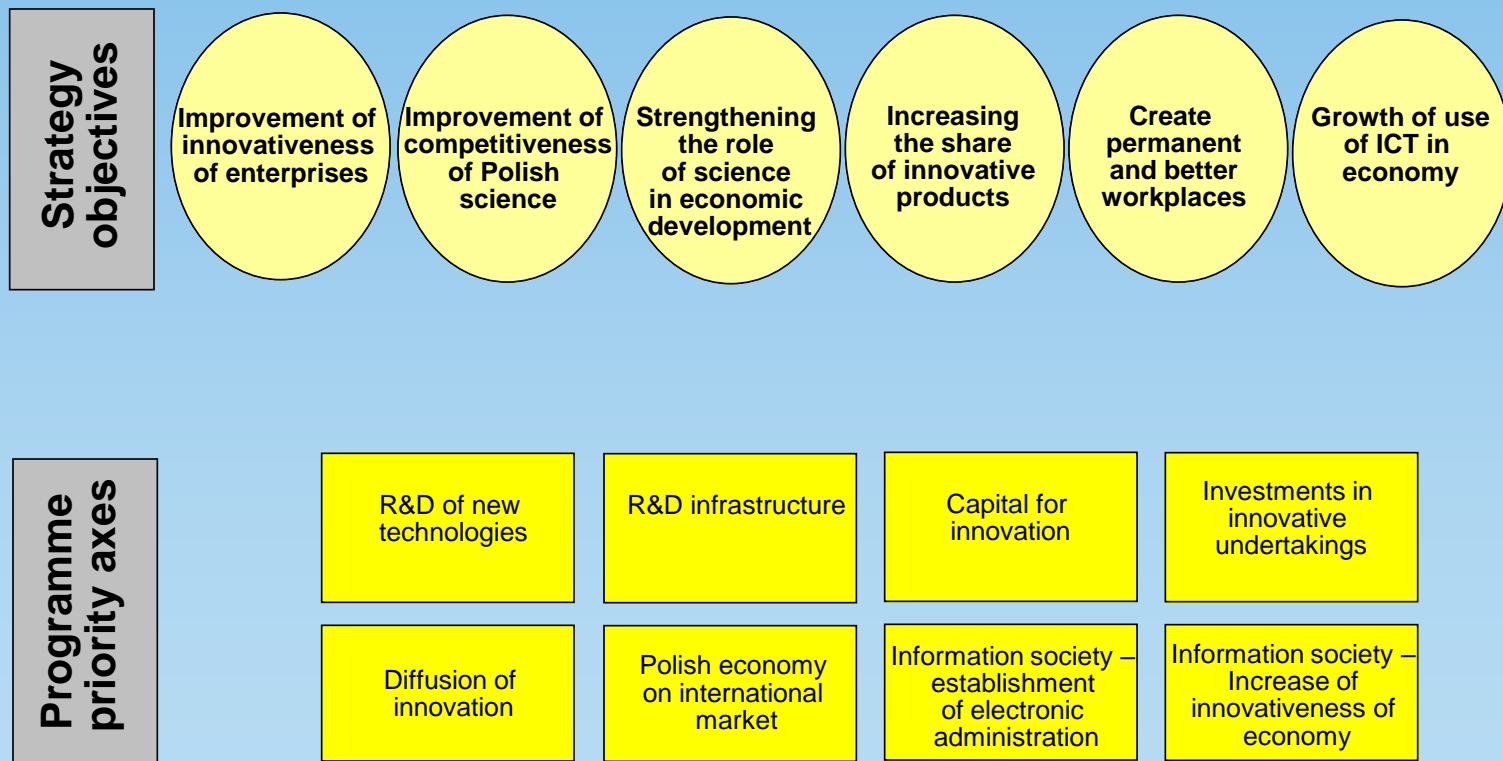 Strategy
objectives
Improvement of
innovativeness
of enterprises
Improvement of
competitiveness
of Polish
science
Strengthening
the role
of science
in economic
development
Increasing
the share
of innovative
products
Create
permanent
and better
workplaces
Growth of use
of ICT in
economy
Programme
priority axes
R&D of new
technologies
R&D infrastructure
Capital for
innovation
Investments in
innovative
undertakings
Diffusion of
innovation
Polish economy
on international
market
Information society –
establishment
of electronic
administration
Information society –
Increase of
innovativeness of
economy